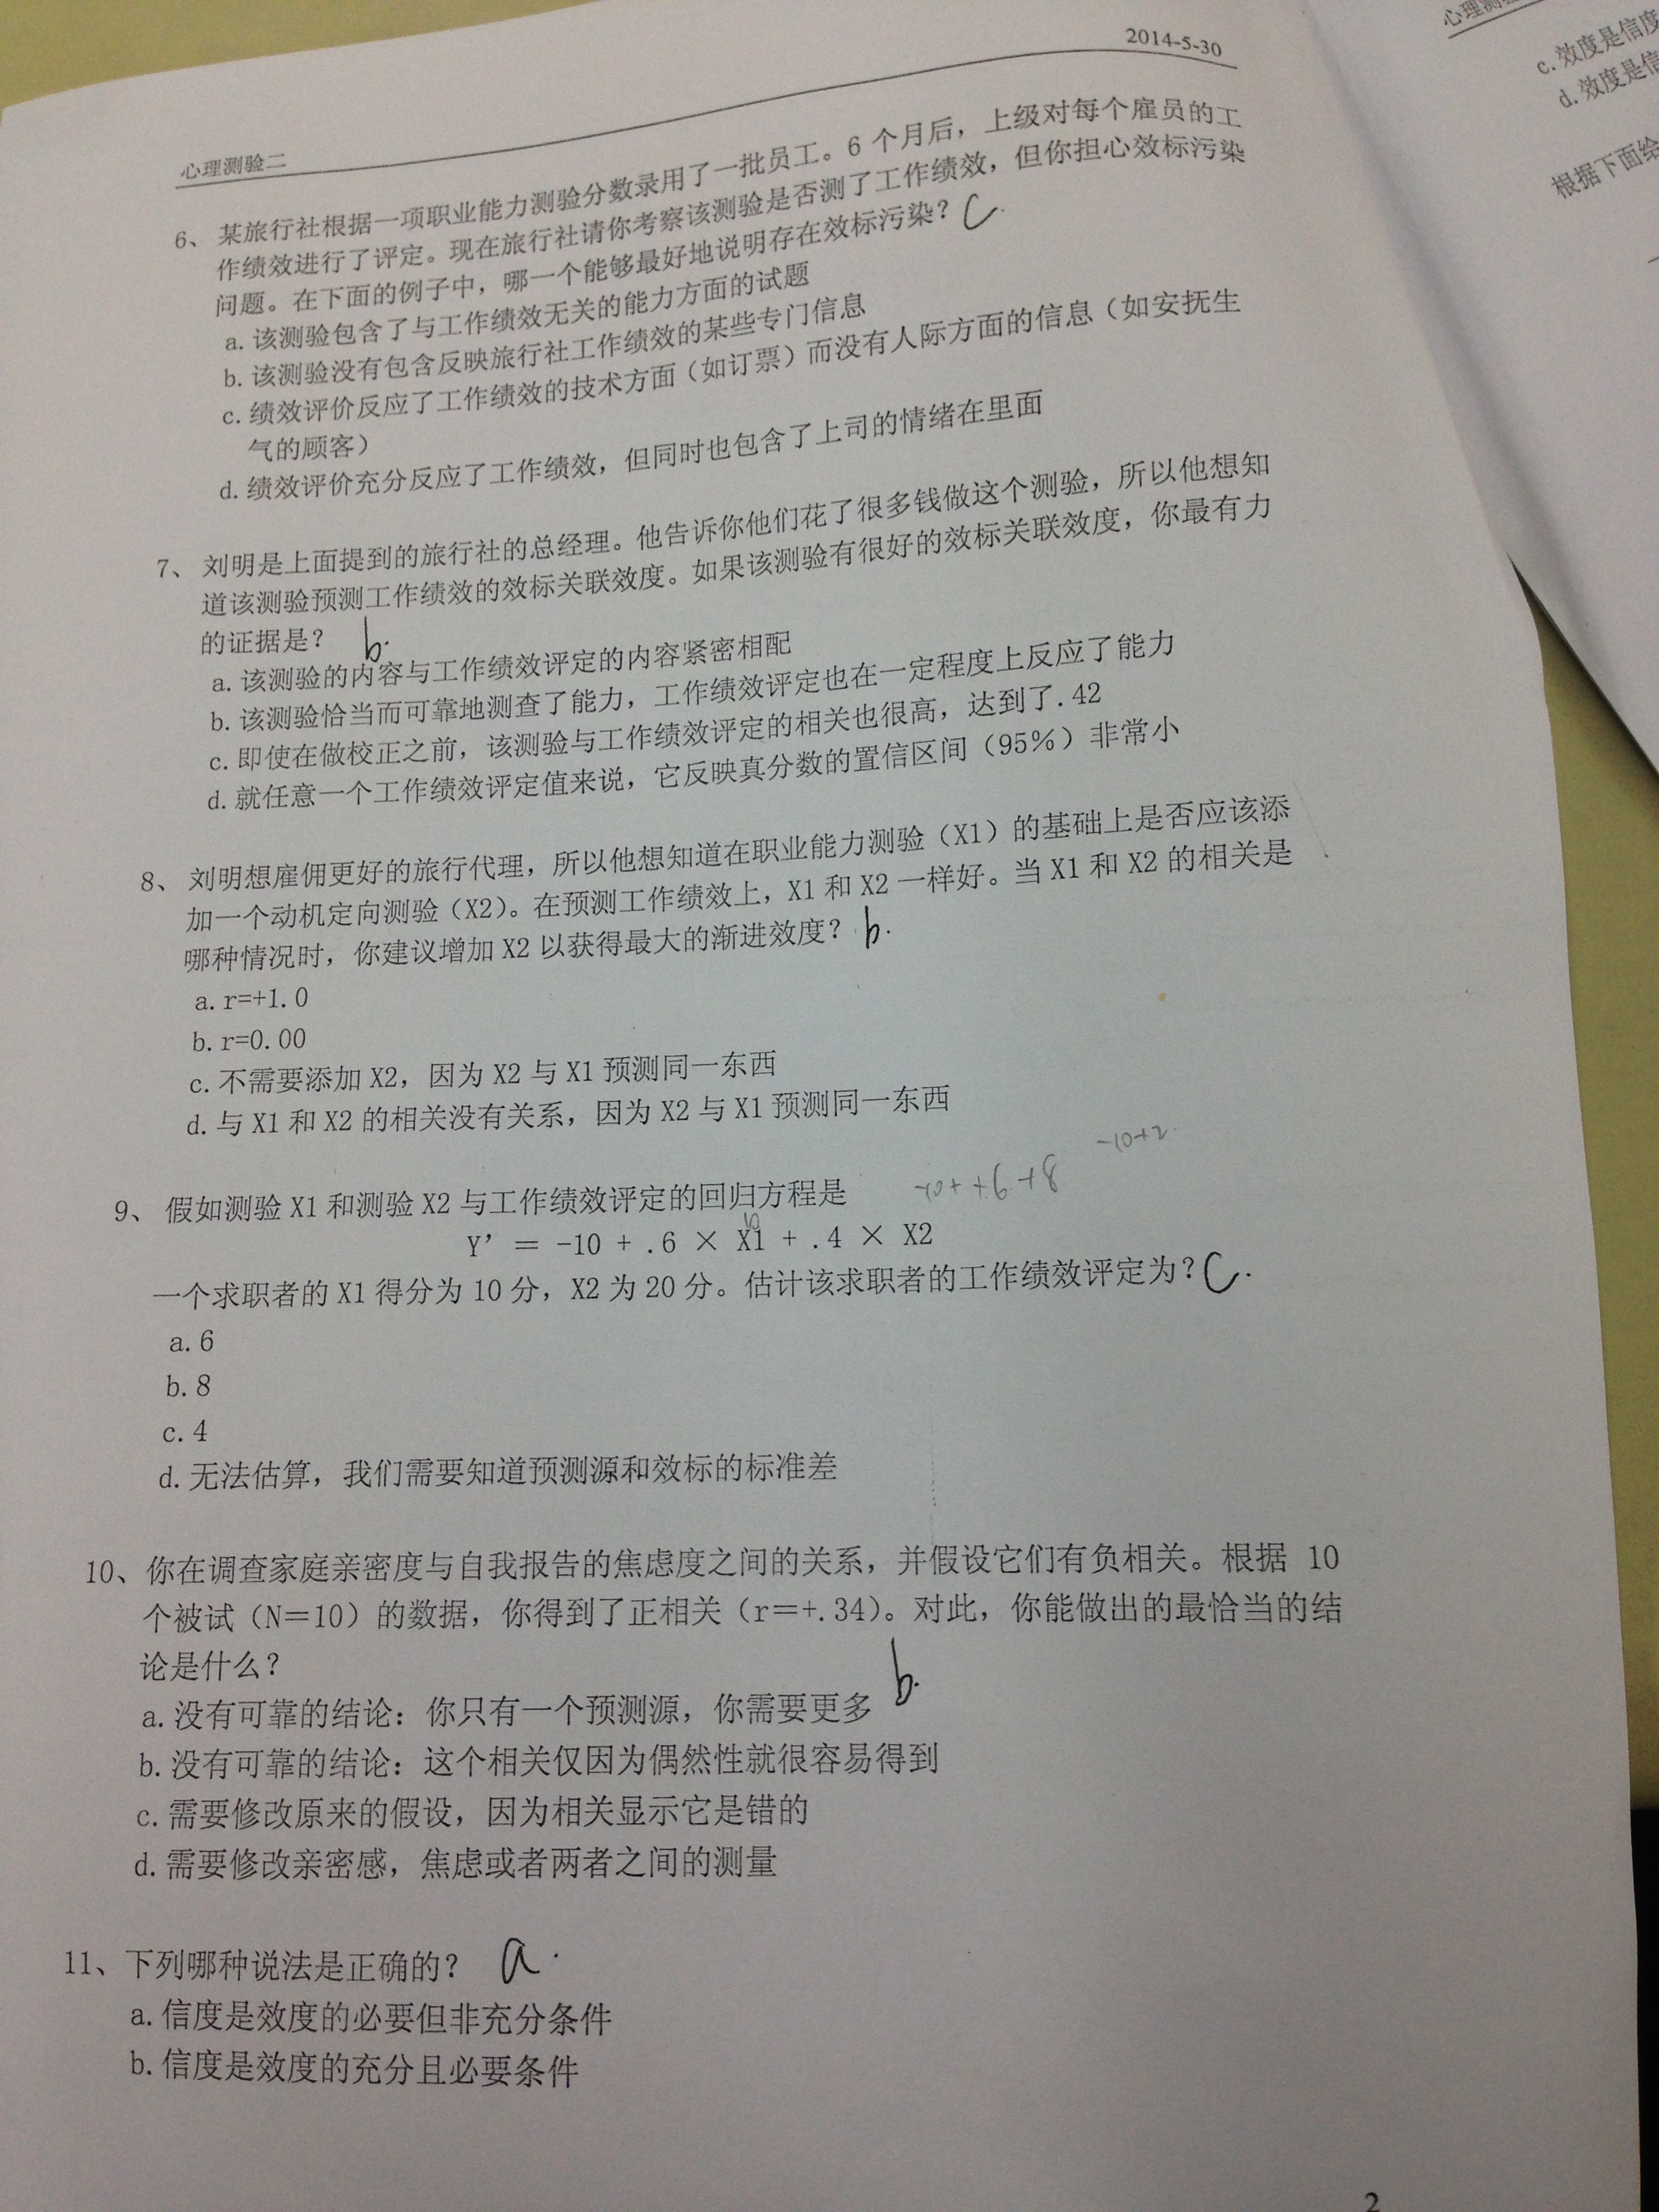 2014-5-30
心理测验二
6、某旅行社根据一项职业能力测验分数录用了一批员工。6 个月后，上级对每个雇员的工
作绩效进行了评定。现在旅行社请你考察该测验是否测了工作绩效，但你担心效标污染
问题。在下面的例子中，哪一个能够最好地说明存在效标污染？ C.
a. 该测验包含了与工作绩效无关的能力方面的试题
b. 该测验没有包含反映旅行社工作绩效的某些专门信息
c. 绩效评价反应了工作绩效的技术方面（如订票）而没有人际方面的信息（如安抚生
气的顾客）
d. 绩效评价充分反应了工作绩效，但同时也包含了上司的情绪在里面
7、刘明是上面提到的旅行社的总经理。他告诉你他们花了很多钱做这个测验，所以他想知
道该测验预测工作绩效的效标关联效度。如果该测验有很好的效标关联效度，你最有力
的证据是？ b.
a. 该测验的内容与工作绩效评定的内容紧密相配
b. 该测验恰当而可靠地测查了能力，工作绩效评定也在一定程度上反应了能力
c. 即使在做校正之前，该测验与工作绩效评定的相关也很高，达到了.42
d. 就任意一个工作绩效评定值来说，它反映真分数的置信区间（95%）非常小
8、刘明想雇佣更好的旅行代理，所以他想知道在职业能力测验（X1）的基础上是否应该添
加一个动机定向测验（X2）。在预测工作绩效上，X1 和 X2 一样好。当 X1 和 X2 的相关是
哪种情况时，你建议增加 X2 以获得最大的渐进效度？ b.
a. r=+1.0
b. r=0.00
c. 不需要添加 X2，因为 X2 与 X1 预测同一东西
d. 与 X1 和 X2 的相关没有关系，因为 X2 与 X1 预测同一东西
-10+2
9、假如测验 X1 和测验 X2 与工作绩效评定的回归方程是
10
Y' = -10 + .6 × X1 + .4 × X2
一个求职者的 X1 得分为 10 分，X2 为 20 分。估计该求职者的工作绩效评定为？ C.
a. 6
b. 8
c. 4
d. 无法估算，我们需要知道预测源和效标的标准差
10、你在调查家庭亲密度与自我报告的焦虑度之间的关系，并假设它们有负相关。根据 10
个被试（N=10）的数据，你得到了正相关（r=+.34）。对此，你能做出的最恰当的结
论是什么？
b.
a. 没有可靠的结论：你只有一个预测源，你需要更多
b. 没有可靠的结论：这个相关仅因为偶然性就很容易得到
c. 需要修改原来的假设，因为相关显示它是错的
d. 需要修改亲密感，焦虑或者两者之间的测量
11、下列哪种说法是正确的？ a.
a. 信度是效度的必要但非充分条件
b. 信度是效度的充分且必要条件
2
心理测验
c. 效度是信度
d. 效度是信
根据下面给